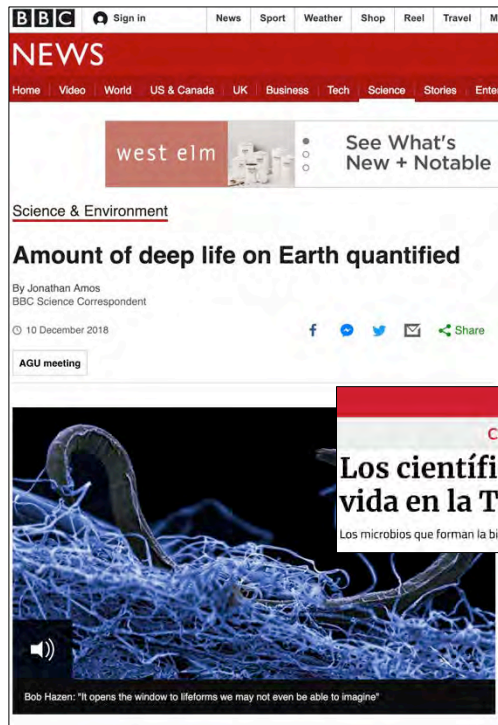 BBC Sign in News Sport Weather Shop Reel Travel
NEWS
Home Video World US & Canada UK Business Tech Science Stories
west elm See What's
New + Notable
Science & Environment
Amount of deep life on Earth quantified
By Jonathan Amos
BBC Science Correspondent
10 December 2018 Share
AGU meeting
Los
vida en la
Los microbios que forman la
Bob Hazen: "It opens the window to lifeforms we may not even be able to imagine"